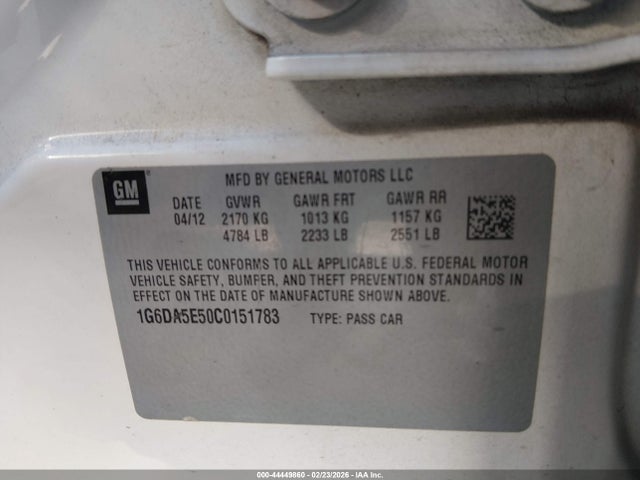 GM
MFD BY GENERAL MOTORS LLC
DATE GVWR GAWR FRT GAWR RR
04/12 2170 KG 1013 KG 1157 KG
4784 LB 2233 LB 2551 LB
THIS VEHICLE CONFORMS TO ALL APPLICABLE U.S. FEDERAL MOTOR
VEHICLE SAFETY, BUMPER, AND THEFT PREVENTION STANDARDS IN
EFFECT ON THE DATE OF MANUFACTURE SHOWN ABOVE.
1G6DA5E50C0151783 TYPE: PASS CAR
000-44449860 - 02/23/2026 - IAA Inc.